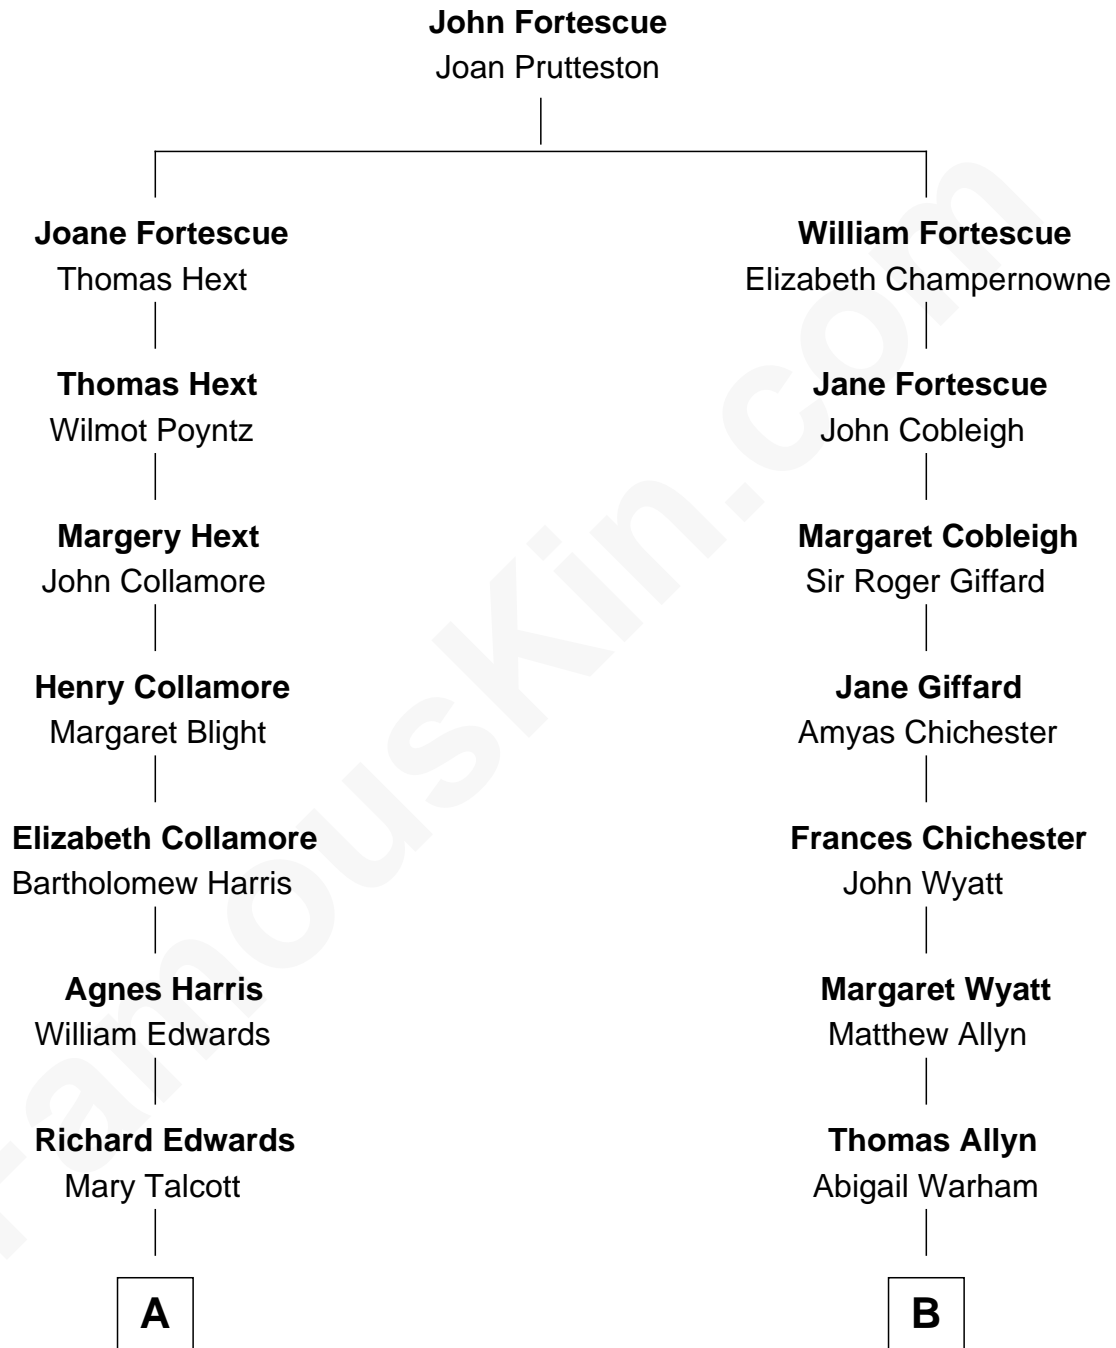 John Fortescue
Joan Prutteston
Joane Fortescue
Thomas Hext
William Fortescue
Elizabeth Champernowne
Thomas Hext
Wilmot Poyntz
Jane Fortescue
John Cobleigh
Margery Hext
John Collamore
Margaret Cobleigh
Sir Roger Giffard
Henry Collamore
Margaret Blight
Jane Giffard
Amyas Chichester
Elizabeth Collamore
Bartholomew Harris
Frances Chichester
John Wyatt
Agnes Harris
William Edwards
Margaret Wyatt
Matthew Allyn
Richard Edwards
Mary Talcott
Thomas Allyn
Abigail Warham
A
B
FamousKin.com